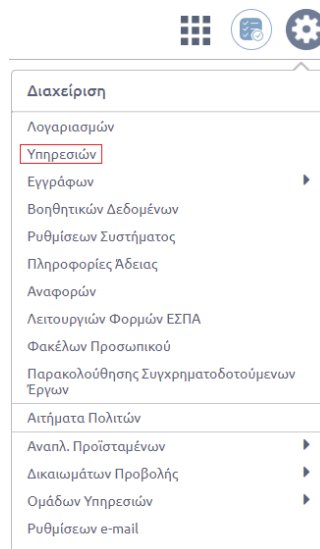 Διαχείριση
Λογαριασμών
Υπηρεσιών
Εγγράφων
Βοηθητικών Δεδομένων
Ρυθμίσεων Συστήματος
Πληροφορίες Άδειας
Αναφορών
Λειτουργιών Φορμών ΕΣΠΑ
Φακέλων Προσωπικού
Παρακολούθησης Συγχρηματοδοτούμενων
Έργων
Αιτήματα Πολιτών
Αναπλ. Προϊσταμένων
Δικαιωμάτων Προβολής
Ομάδων Υπηρεσιών
Ρυθμίσεων e-mail